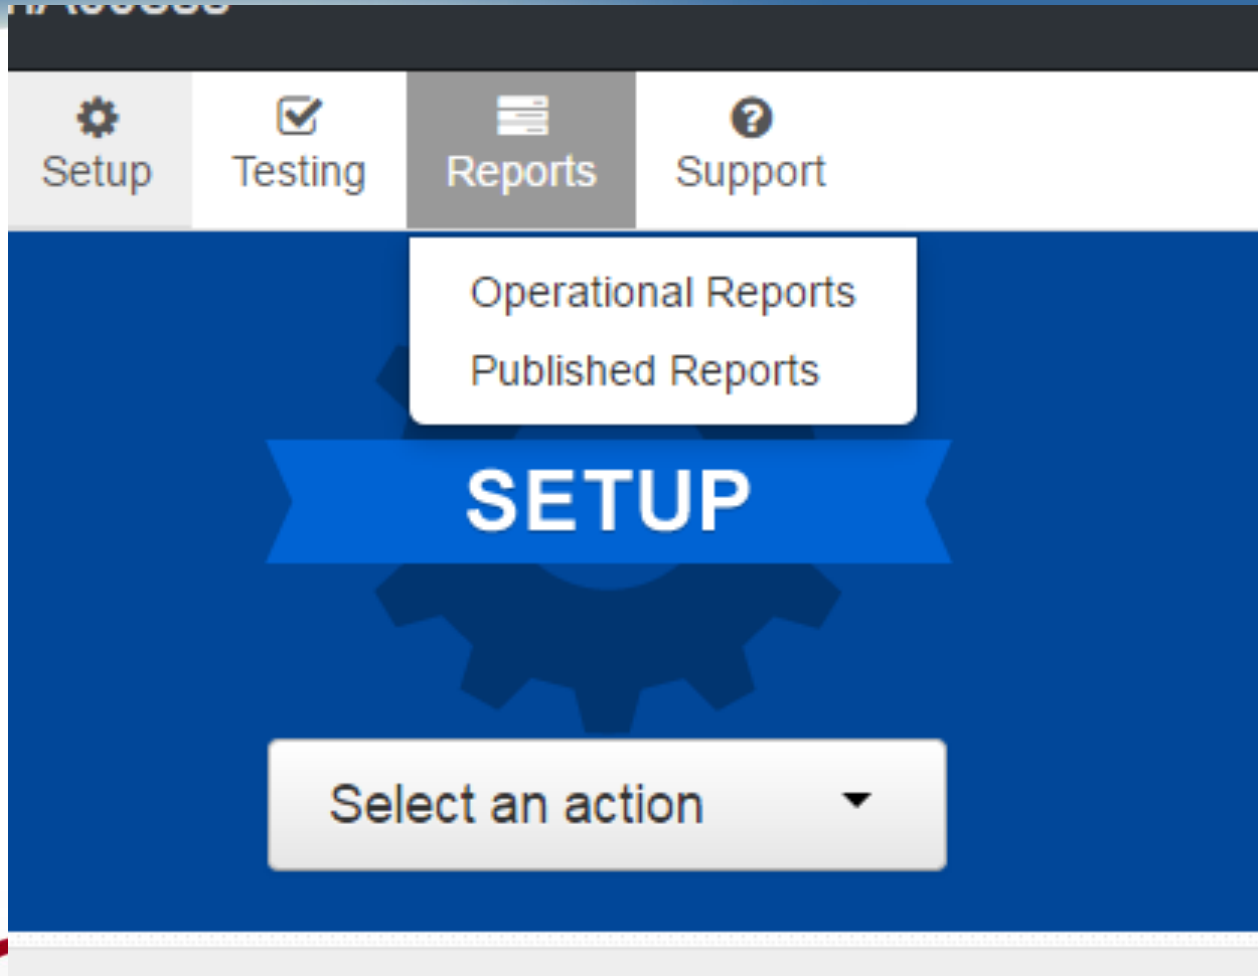 Setup Testing Reports Support
Operational Reports
Published Reports
SETUP
Select an action